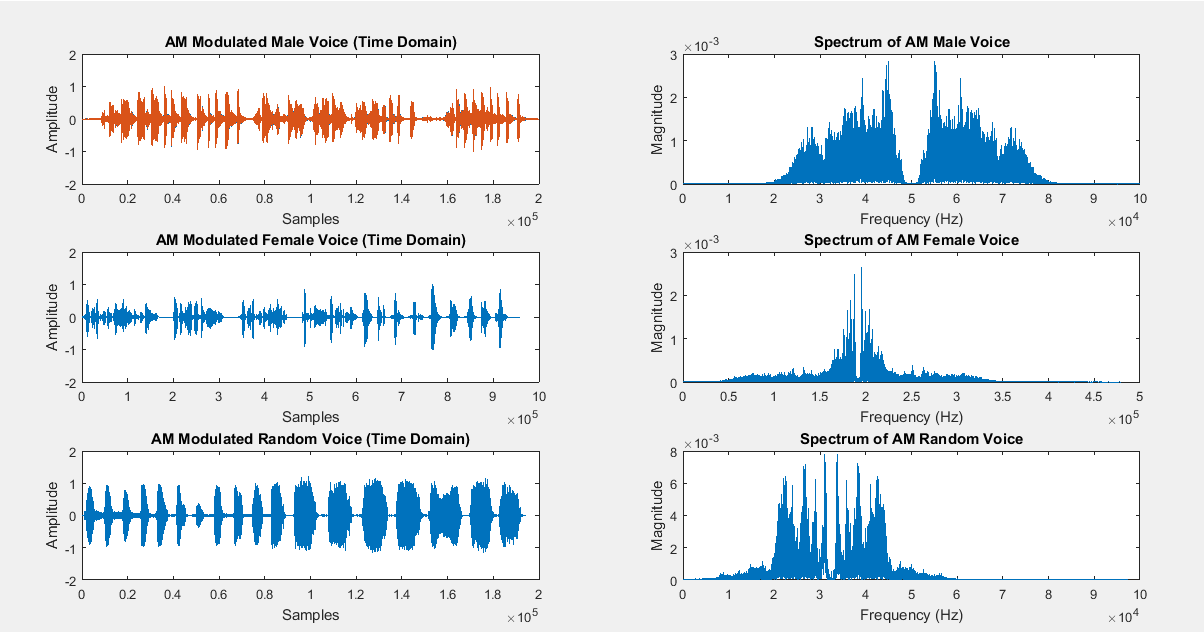 AM Modulated Male Voice (Time Domain)
2
1
0
-1
-2
Amplitude
0 0.2 0.4 0.6 0.8 1 1.2 1.4 1.6 1.8 2
Samples
×10^5
Spectrum of AM Male Voice
×10^-3
3
2
1
0
Magnitude
0 1 2 3 4 5 6 7 8 9 10
Frequency (Hz)
×10^4
AM Modulated Female Voice (Time Domain)
2
1
0
-1
-2
Amplitude
0 1 2 3 4 5 6 7 8 9 10
Samples
×10^5
Spectrum of AM Female Voice
×10^-3
3
2
1
0
Magnitude
0 0.5 1 1.5 2 2.5 3 3.5 4 4.5 5
Frequency (Hz)
×10^5
AM Modulated Random Voice (Time Domain)
2
1
0
-1
-2
Amplitude
0 0.2 0.4 0.6 0.8 1 1.2 1.4 1.6 1.8 2
Samples
×10^5
Spectrum of AM Random Voice
×10^-3
8
6
4
2
0
Magnitude
0 1 2 3 4 5 6 7 8 9 10
Frequency (Hz)
×10^4